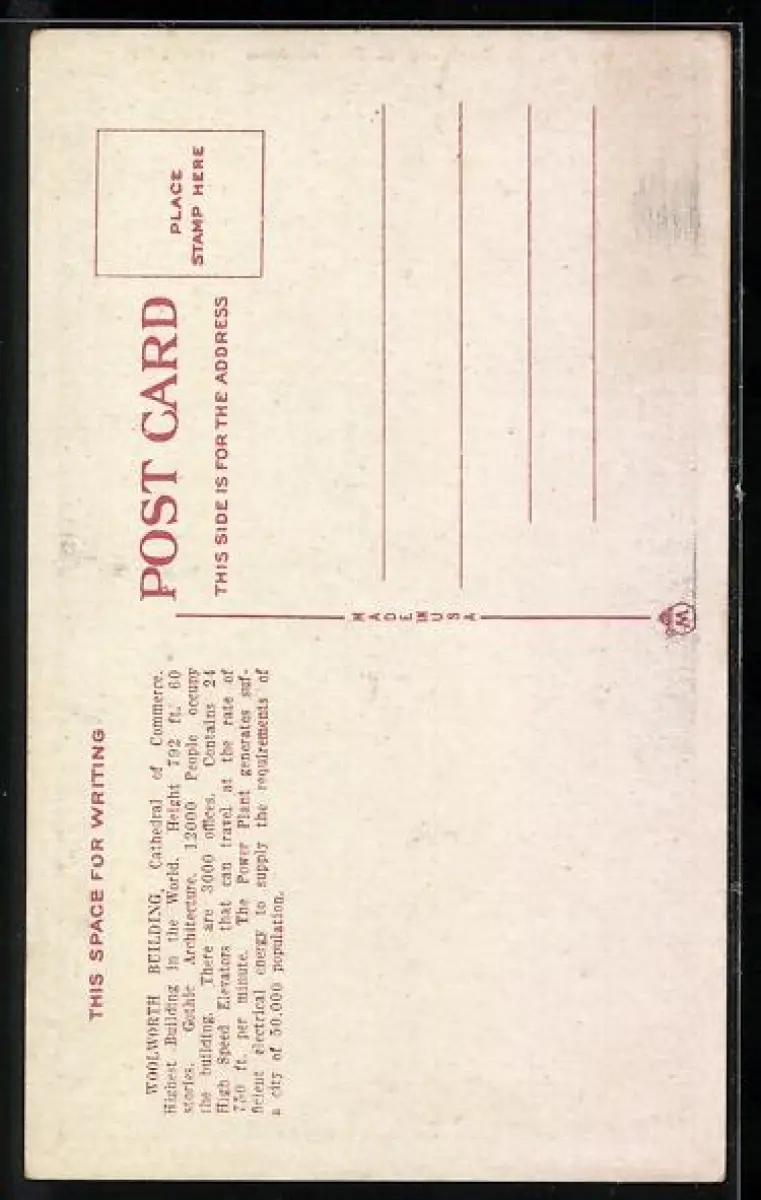 THIS SPACE FOR WRITING
WOOLWORTH BUILDING, Cathedral of Commerce.
Highest Building in the World. Height 792 ft. 60
stories. Gothic Architecture. 12000 People occupy
the building. There are 3000 offices. Contains 24
High Speed Elevators that can travel at the rate of
750 ft. per minute. The Power Plant generates suf-
ficient electrical energy to supply the requirements of
a city of 50,000 population.
POST CARD
THIS SIDE IS FOR THE ADDRESS
PLACE
STAMP HERE
MADE IN USA
W